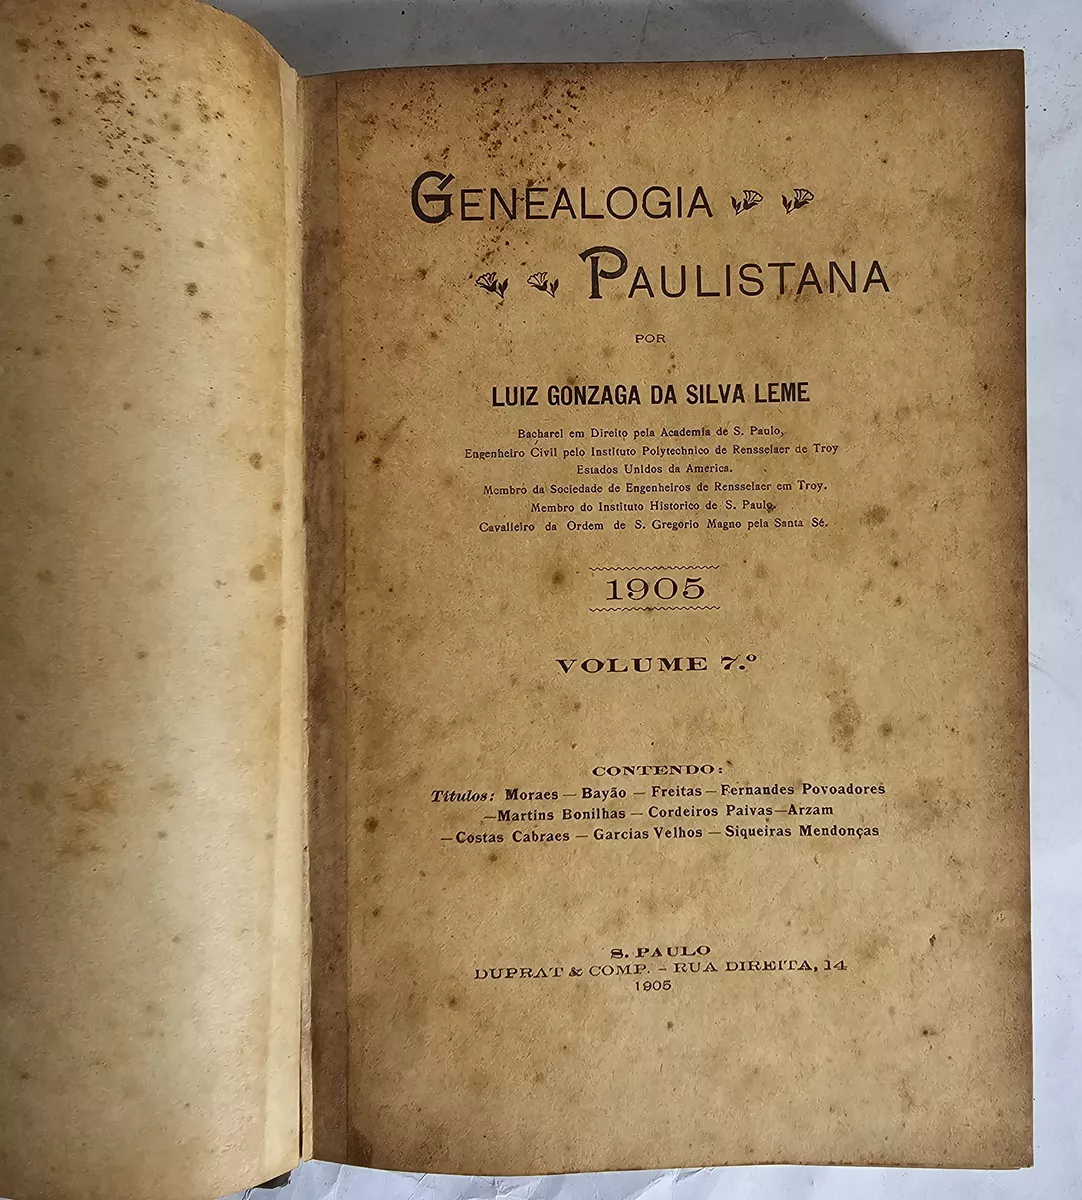 GENEALOGIA
PAULISTANA
POR
LUIZ GONZAGA DA SILVA LEME
Bacharel em Direito pela Academia de S. Paulo,
Engenheiro Civil pelo Instituto Polytechnico de Rensselaer de Troy
Estados Unidos da America.
Membro da Sociedade de Engenheiros de Rensselaer em Troy.
Membro do Instituto Historico de S. Paulo.
Cavalleiro da Ordem de S. Gregório Magno pela Santa Sé.
1905
VOLUME 7.º
CONTENDO:
Títulos: Moraes — Bayão — Freitas — Fernandes Povoadores
—Martins Bonilhas — Cordeiros Paivas—Arzam
—Costas Cabraes — Garcias Velhos — Siqueiras Mendonças
S. PAULO
DUPRAT & COMP. - RUA DIREITA, 14
1905